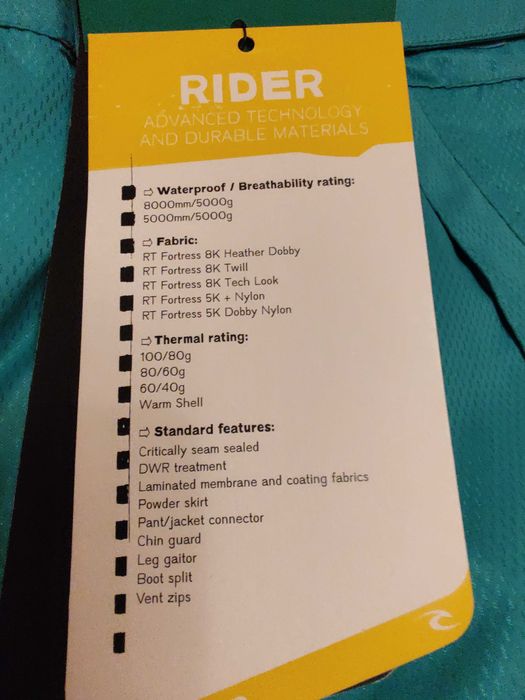 RIDER
ADVANCED TECHNOLOGY
AND DURABLE MATERIALS
⇨ Waterproof / Breathability rating:
8000mm/5000g
5000mm/5000g
⇨ Fabric:
RT Fortress 8K Heather Dobby
RT Fortress 8K Twill
RT Fortress 8K Tech Look
RT Fortress 5K + Nylon
RT Fortress 5K Dobby Nylon
⇨ Thermal rating:
100/80g
80/60g
60/40g
Warm Shell
⇨ Standard features:
Critically seam sealed
DWR treatment
Laminated membrane and coating fabrics
Powder skirt
Pant/jacket connector
Chin guard
Leg gaitor
Boot split
Vent zips